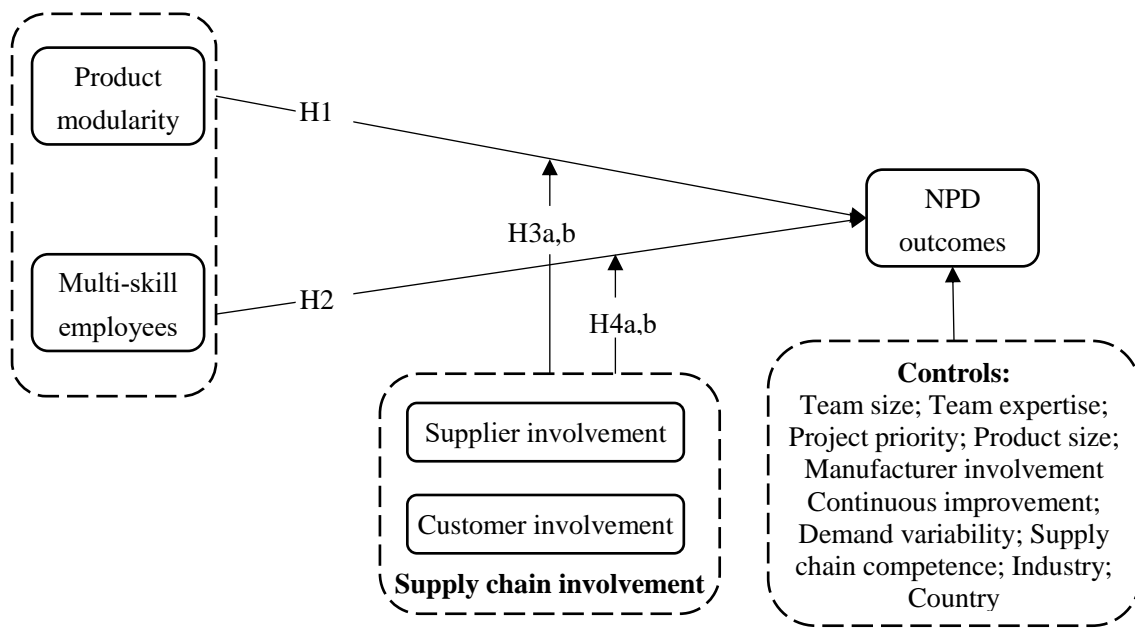 Product
modularity
H1
Multi-skill
employees
H2
H3a,b
H4a,b
NPD
outcomes
Supplier involvement
Customer involvement
Supply chain involvement
Controls:
Team size; Team expertise;
Project priority; Product size;
Manufacturer involvement
Continuous improvement;
Demand variability; Supply
chain competence; Industry;
Country